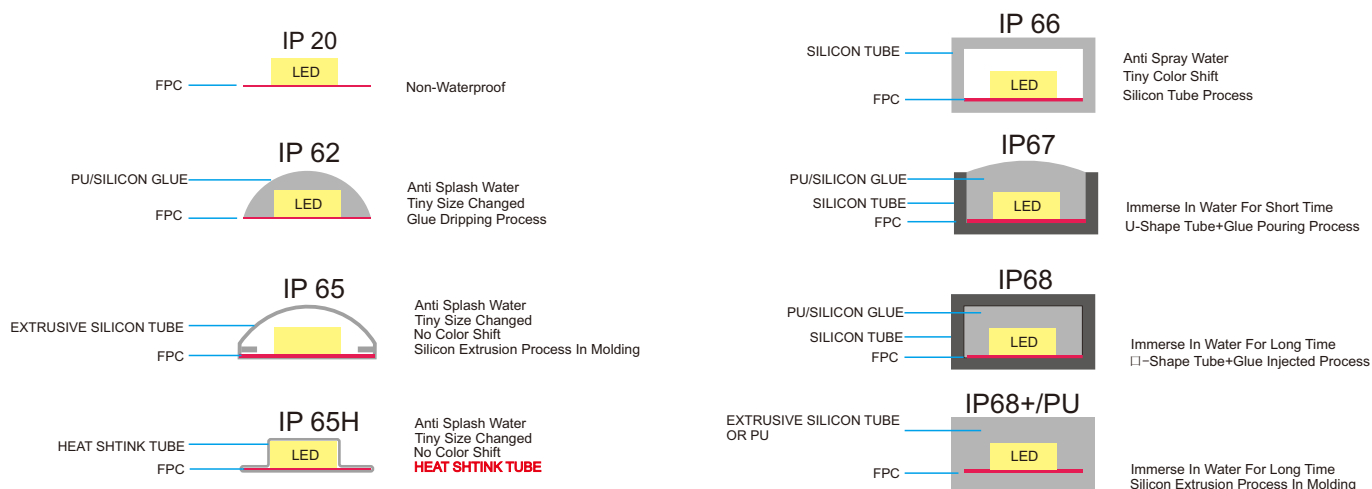 IP 20
LED
FPC
Non-Waterproof
IP 62
PU/SILICON GLUE
LED
FPC
Anti Splash Water
Tiny Size Changed
Glue Dripping Process
IP 65
EXTRUSIVE SILICON TUBE
FPC
Anti Splash Water
Tiny Size Changed
No Color Shift
Silicon Extrusion Process In Molding
IP 65H
HEAT SHTINK TUBE
LED
FPC
Anti Splash Water
Tiny Size Changed
No Color Shift
HEAT SHTINK TUBE
IP 66
SILICON TUBE
LED
FPC
Anti Spray Water
Tiny Color Shift
Silicon Tube Process
IP67
PU/SILICON GLUE
SILICON TUBE
LED
FPC
Immerse In Water For Short Time
U-Shape Tube+Glue Pouring Process
IP68
PU/SILICON GLUE
SILICON TUBE
LED
FPC
Immerse In Water For Long Time
口-Shape Tube+Glue Injected Process
IP68+/PU
EXTRUSIVE SILICON TUBE
OR PU
LED
FPC
Immerse In Water For Long Time
Silicon Extrusion Process In Molding